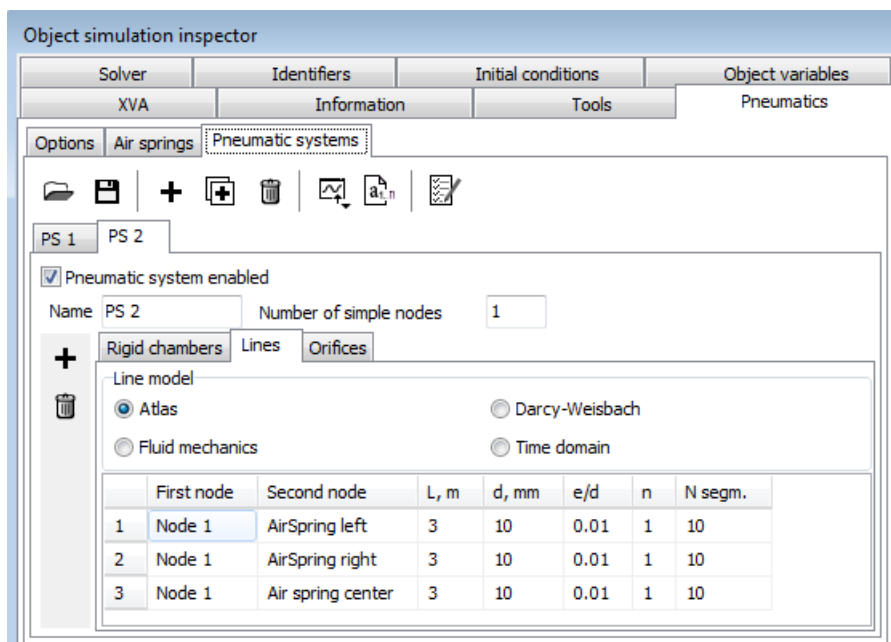 Object simulation inspector
Solver Identifiers Initial conditions Object variables
XVA Information Tools Pneumatics
Options Air springs Pneumatic systems
a1..n
PS 1 PS 2
Pneumatic system enabled
Name PS 2 Number of simple nodes 1
Rigid chambers Lines Orifices
Line model
Atlas Darcy-Weisbach
Fluid mechanics Time domain
First node Second node L, m d, mm e/d n N segm.
1 Node 1 AirSpring left 3 10 0.01 1 10
2 Node 1 AirSpring right 3 10 0.01 1 10
3 Node 1 Air spring center 3 10 0.01 1 10